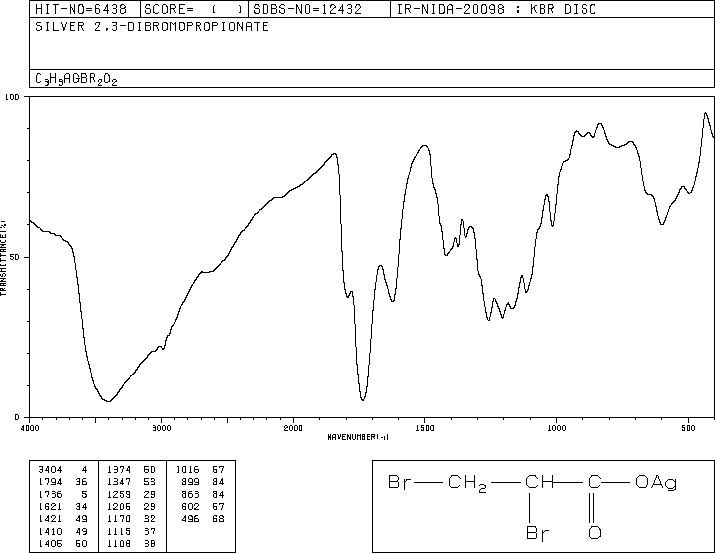 HIT-NO=6438 SCORE= ( ) SDBS-NO=12432 IR-NIDA-20098 : KBR DISC
SILVER 2,3-DIBROMOPROPIONATE
C3H3AGBR2O2
100
TRANSMITTANCE(%)
50
0
4000 3000 2000 1500 1000 500
WAVENUMBER(-1)
3404 4 1374 50 1016 57
1794 36 1347 53 899 84
1736 5 1259 29 863 84
1621 34 1206 29 602 57
1421 49 1170 32 496 68
1410 49 1115 37
1406 50 1108 38
Br CH2 CH C OAg
Br O